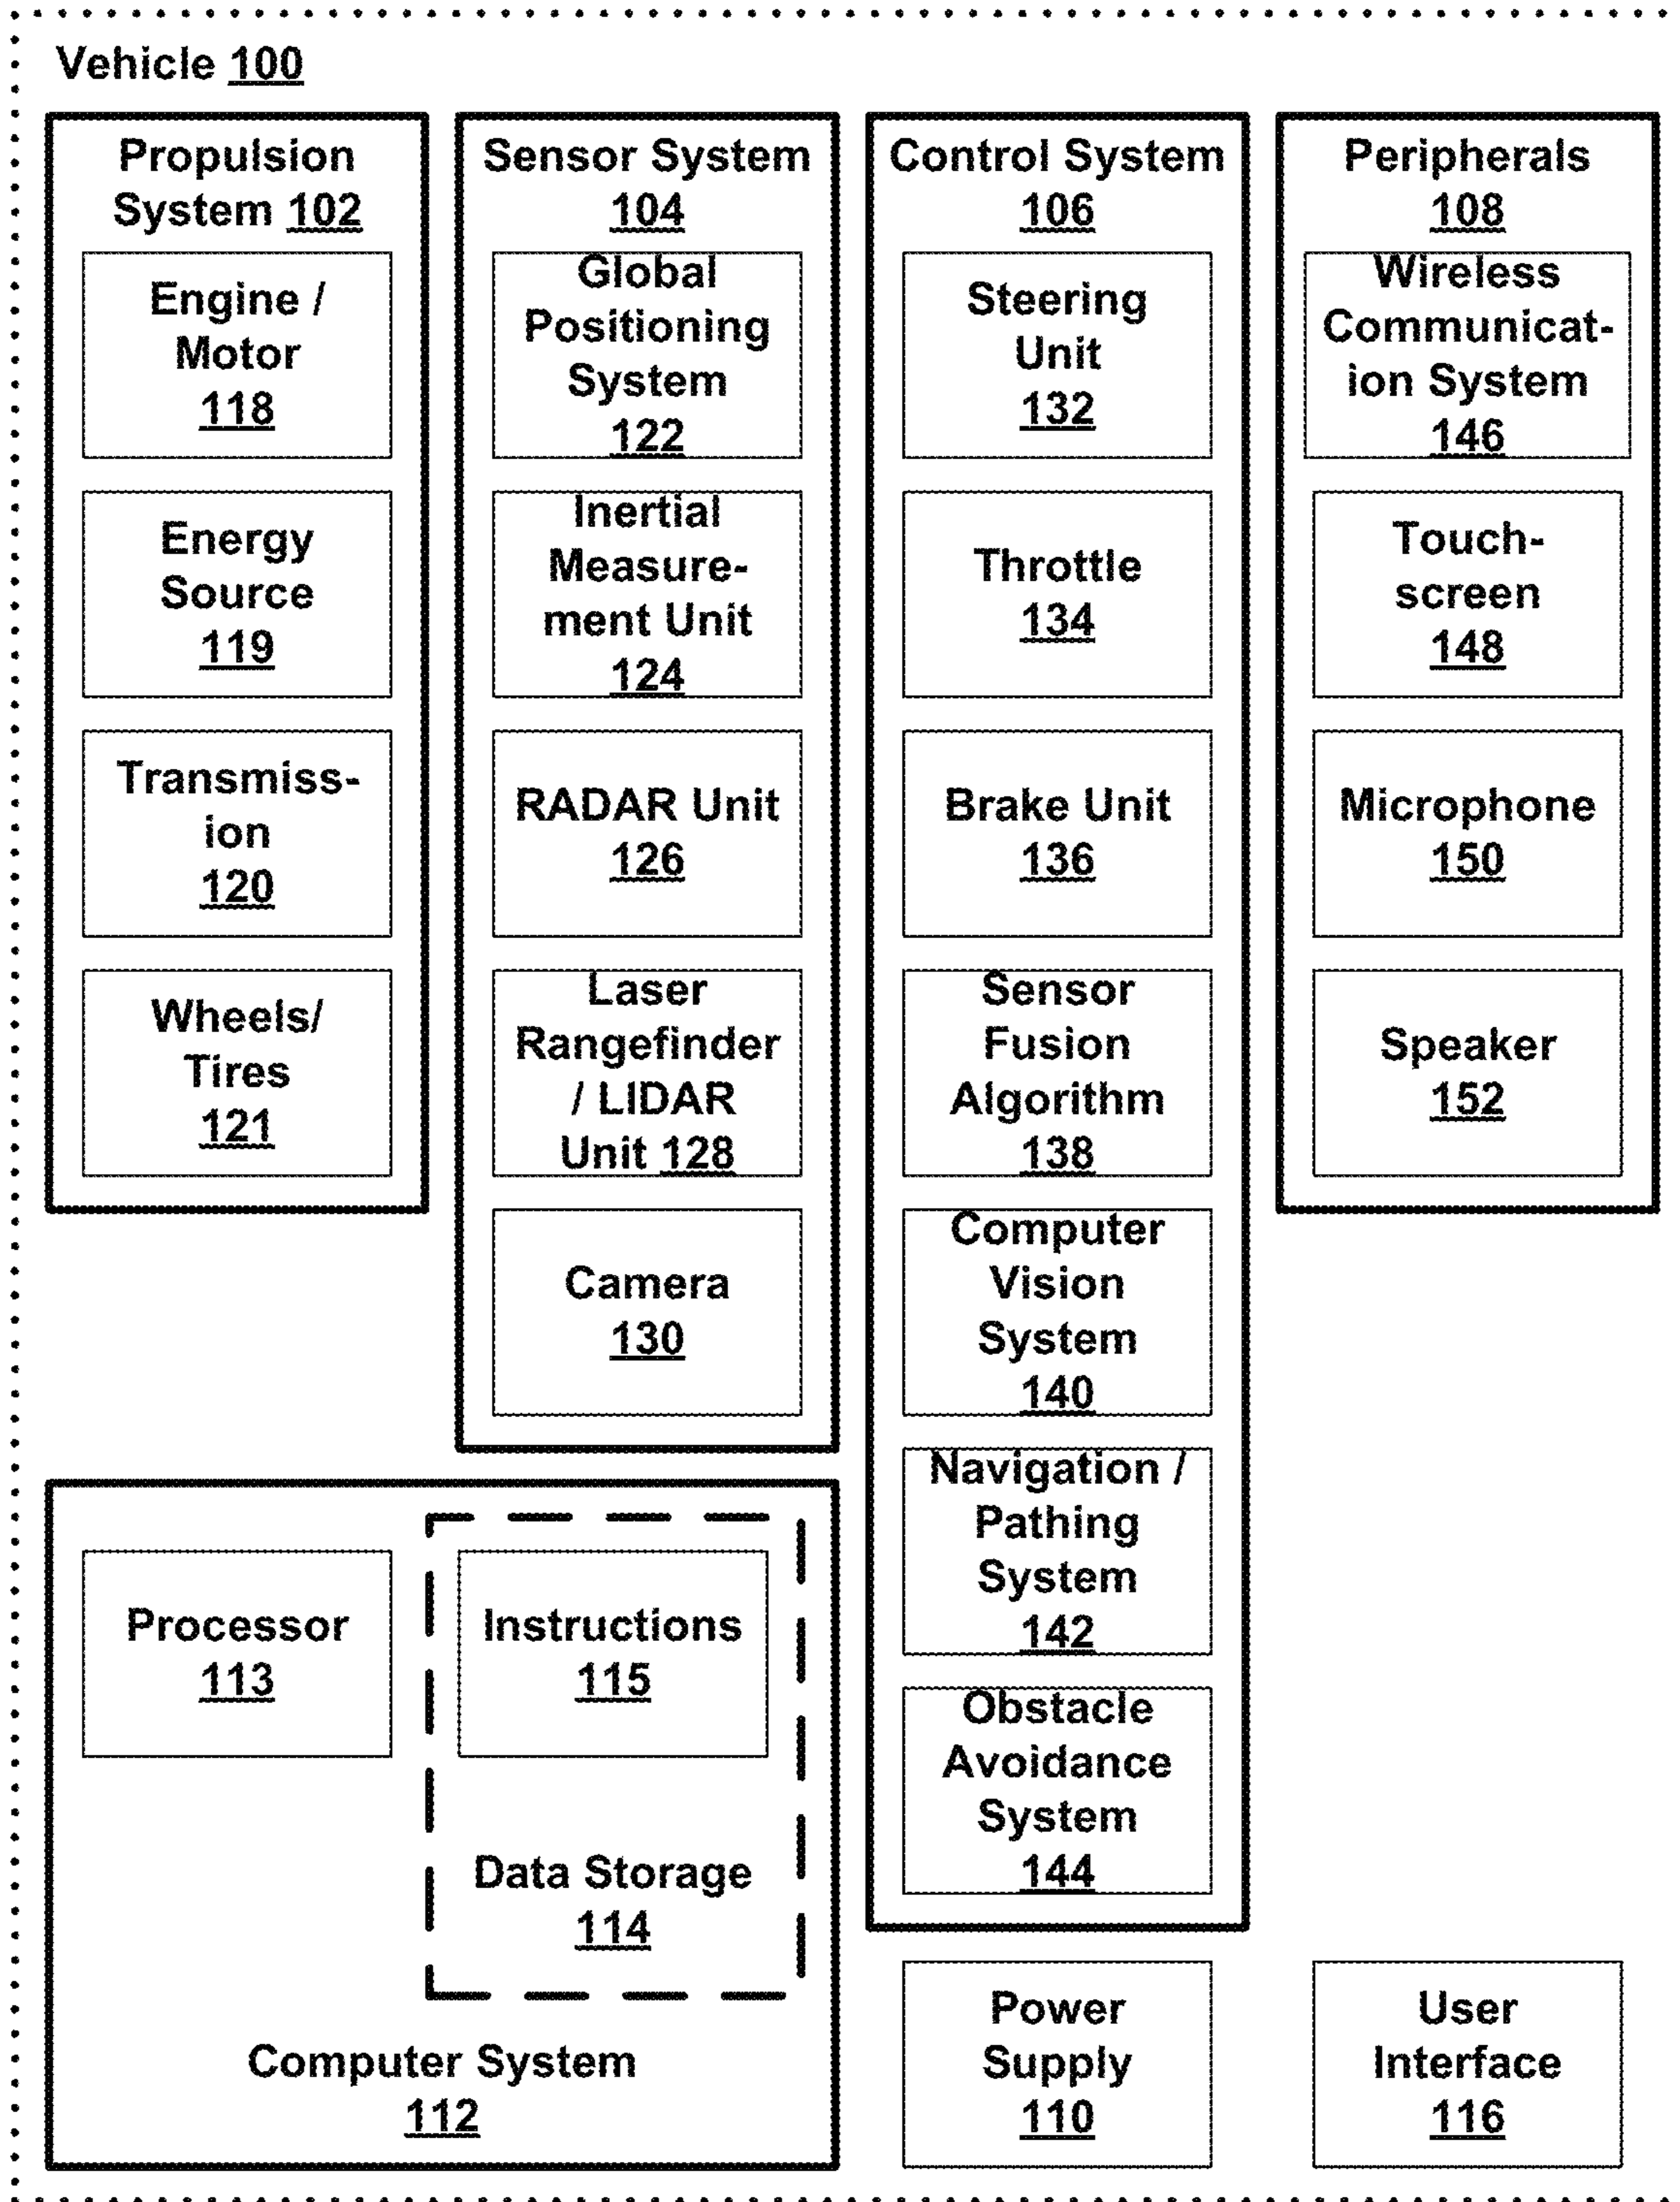 Vehicle 100
Propulsion
System 102
Engine /
Motor
118
Energy
Source
119
Transmiss-
ion
120
Wheels/
Tires
121
Sensor System
104
Global
Positioning
System
122
Inertial
Measure-
ment Unit
124
RADAR Unit
126
Laser
Rangefinder
/ LIDAR
Unit 128
Camera
130
Control System
106
Steering
Unit
132
Throttle
134
Brake Unit
136
Sensor
Fusion
Algorithm
138
Computer
Vision
System
140
Navigation /
Pathing
System
142
Obstacle
Avoidance
System
144
Peripherals
108
Wireless
Communicat-
ion System
146
Touch-
screen
148
Microphone
150
Speaker
152
Processor
113
Instructions
115
Data Storage
114
Computer System
112
Power
Supply
110
User
Interface
116